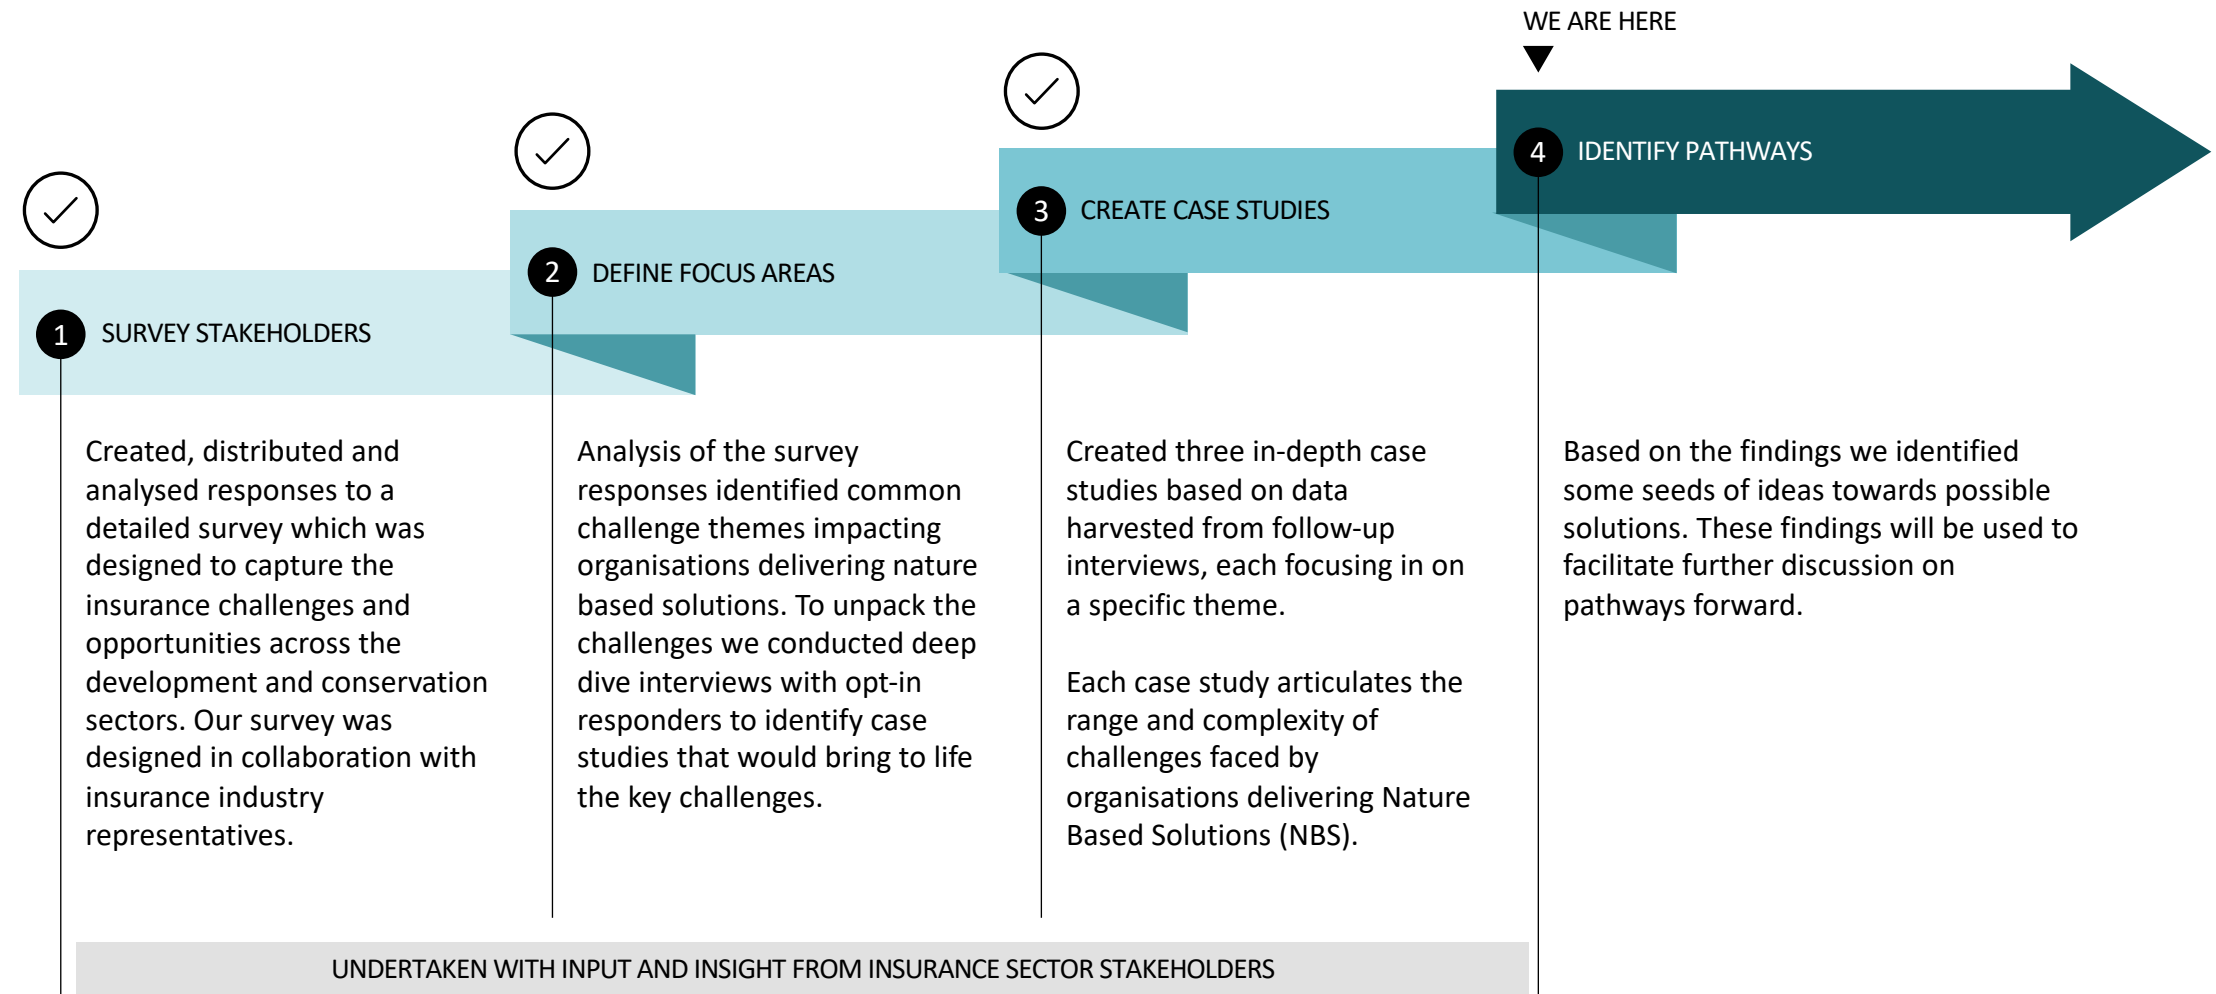 WE ARE HERE
4 IDENTIFY PATHWAYS
3 CREATE CASE STUDIES
2 DEFINE FOCUS AREAS
1 SURVEY STAKEHOLDERS
Created, distributed and
analysed responses to a
detailed survey which was
designed to capture the
insurance challenges and
opportunities across the
development and conservation
sectors. Our survey was
designed in collaboration with
insurance industry
representatives.
Analysis of the survey
responses identified common
challenge themes impacting
organisations delivering nature
based solutions. To unpack the
challenges we conducted deep
dive interviews with opt-in
responders to identify case
studies that would bring to life
the key challenges.
Created three in-depth case
studies based on data
harvested from follow-up
interviews, each focusing in on
a specific theme.
Each case study articulates the
range and complexity of
challenges faced by
organisations delivering Nature
Based Solutions (NBS).
Based on the findings we identified
some seeds of ideas towards possible
solutions. These findings will be used to
facilitate further discussion on
pathways forward.
UNDERTAKEN WITH INPUT AND INSIGHT FROM INSURANCE SECTOR STAKEHOLDERS